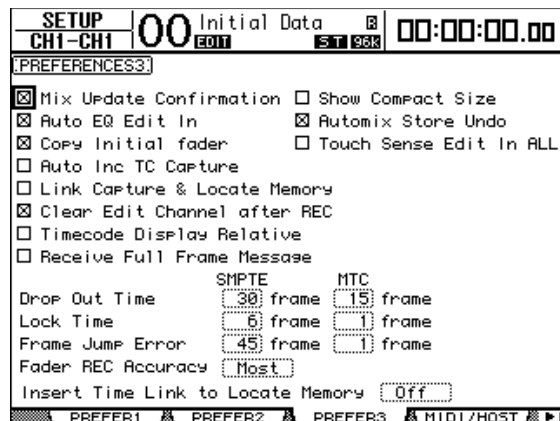 SETUP
CH1-CH1
00 Initial Data R
EDIT ST 96k
00:00:00.00
PREFERENCES3
Mix Update Confirmation
Show Compact Size
Auto EQ Edit In
Automix Store Undo
Copy Initial fader
Touch Sense Edit In ALL
Auto Inc TC Capture
Link Capture & Locate Memory
Clear Edit Channel after REC
Timecode Display Relative
Receive Full Frame Message
SMPTE MTC
Drop Out Time 30 frame 15 frame
Lock Time 6 frame 1 frame
Frame Jump Error 45 frame 1 frame
Fader REC Accuracy Most
Insert Time Link to Locate Memory Off
PREFER1 PREFER2 PREFER3 MIDI/HOST